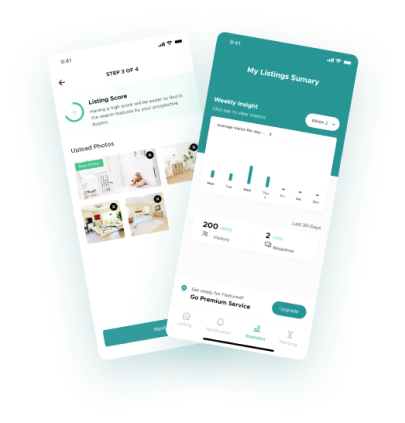 9:41
STEP 3 OF 4
Listing Score
Having a high score will be easier to find in
the search features by your prospective
buyers.
Upload Photos
Next
9:41
My Listings Sumary
Weekly Insight
Click bar to view Visitors
Week 2
Average Visitor Per Week
Mon
Tue
Wed
Thu
Fri
Sat
Sun
Last 30 Days
200
Visitors
2
Response
Get ready for Featured?
Go Premium Service
Upgrade
Listing
Notification
Statistics
Pending